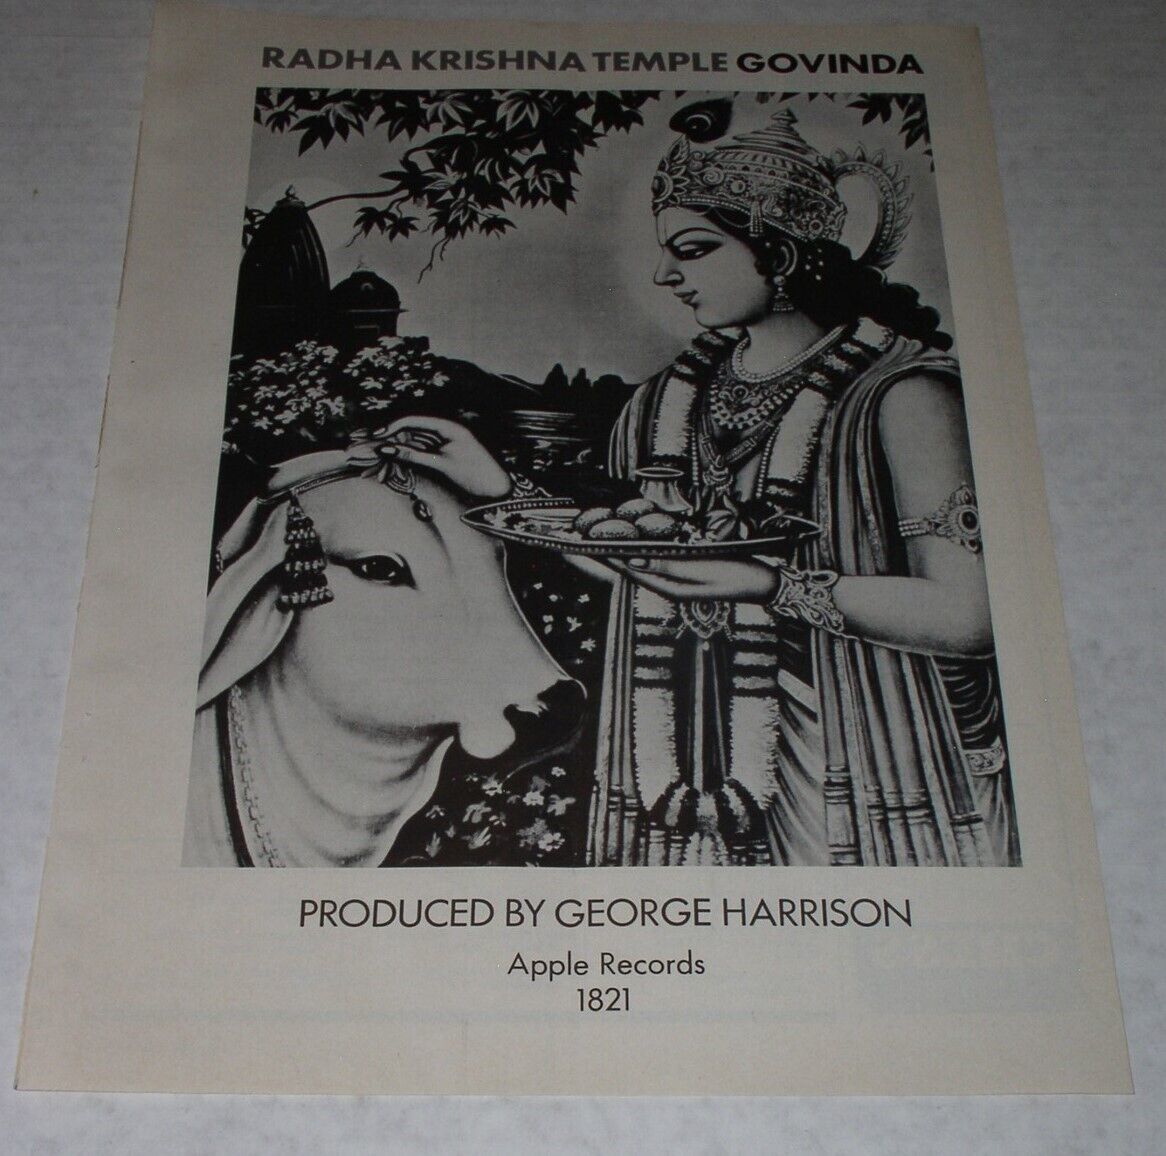 RADHA KRISHNA TEMPLE GOVINDA
PRODUCED BY GEORGE HARRISON
Apple Records
1821